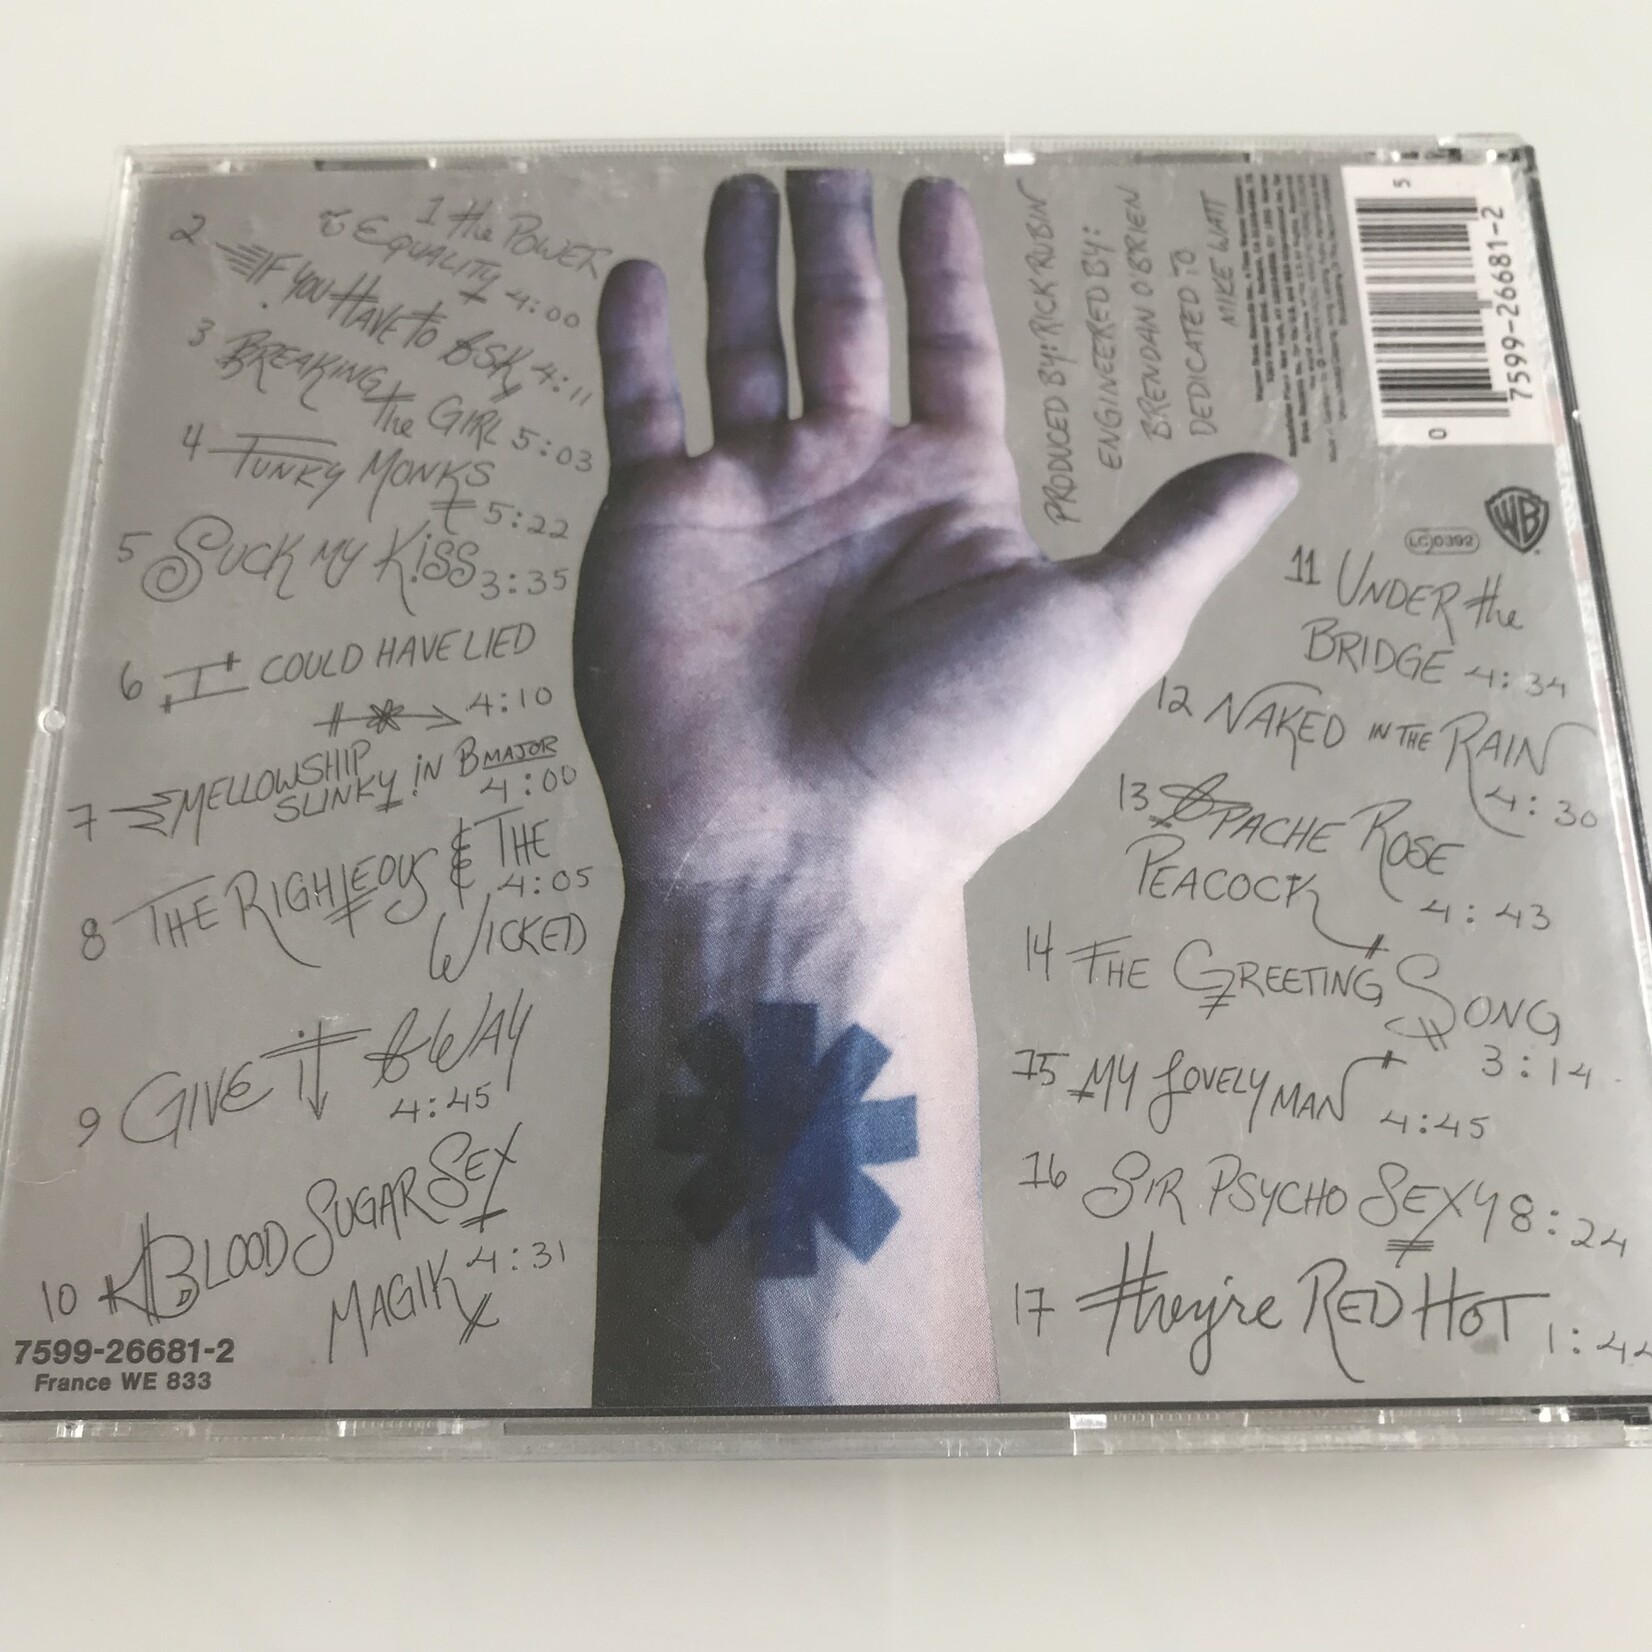 1 the POWER
& EQUALITY 4:00
2 IF YOU HAVE TO ASK 4:11
3 BREAKING
the GIRL 5:03
4 FUNKY MONKS
5:22
5 SUCK MY KiSS 3:35
6 I COULD HAVE LIED
4:10
7 MELLOWSHIP
SLINKY iN B MAJOR
4:00
8 THE RIGHTEOUS & THE
4:05
WICKED
9 GIVE iT AWAY
4:45
10 BLOOD SUGAR SEX
MAGIK 4:31
7599-26681-2
France WE 833
PRODUCED BY: RICK RUBIN
ENGINEERED BY:
BRENDAN O'BRIEN
DEDICATED TO
MIKE WATT
5
7599-26681-2
0
WB
LC 0392
11 UNDER the
BRIDGE 4:34
12 NAKED IN THE RAIN
4:30
13 APACHE ROSE
PEACOCK 4:43
14 THE GREETING SONG
3:14
15 MY LOVELY MAN 4:45
16 SIR PSYCHO SEXY 8:24
17 they're RED HOT